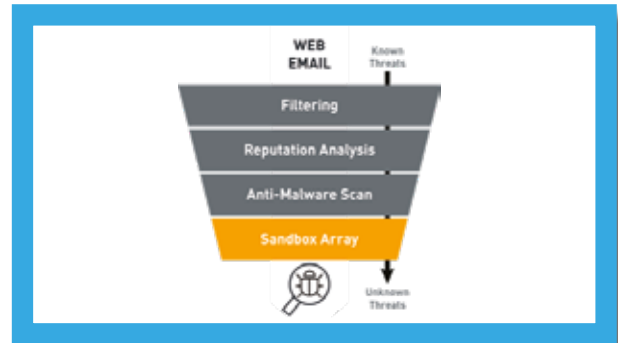 WEB
EMAIL
Known
Threats
Filtering
Reputation Analysis
Anti-Malware Scan
Sandbox Array
Unknown
Threats